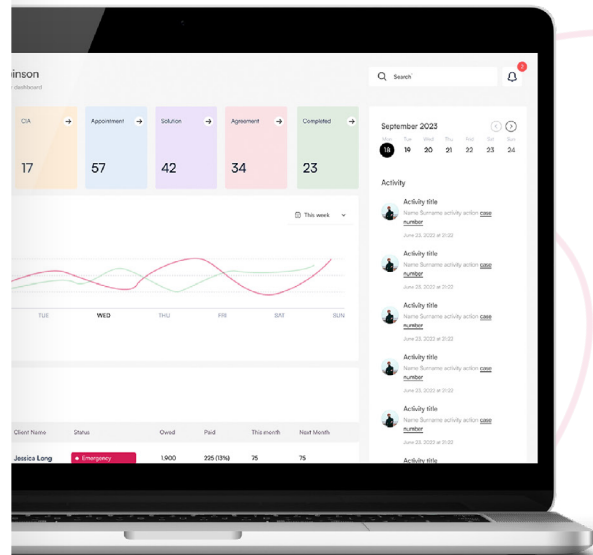 inson
dashboard
Search
2
CIA
Appointment
Solution
Agreement
Completed
17
57
42
34
23
This week
TUE
WED
THU
FRI
SAT
SUN
Client Name Status Owed Paid This month Next Month
Jessica Long Emergency 1,900 225 (13%) 75 75
September 2023
Mon Tue Wed Thu Sat Sun
18 19 20 21 22 23 24
Activity
Activity title
Name Surname activity action case
number
June 23, 2022 at 21:22
Activity title
Name Surname activity action case
number
June 23, 2022 at 21:22
Activity title
Name Surname activity action case
number
June 23, 2022 at 21:22
Activity title
Name Surname activity action case
number
June 23, 2022 at 21:22
Activity title
Name Surname activity action case
number
June 23, 2022 at 21:22
Activity title